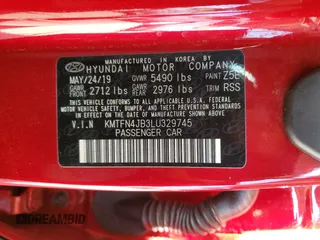 MANUFACTURED IN KOREA BY
HYUNDAI MOTOR COMPANY
MAY/24/19 GVWR 5490 lbs PAINT Z5E
GAWR FRONT 2712 lbs GAWR REAR 2976 lbs TRIM RSS
THIS VEHICLE CONFORMS TO ALL APPLICABLE U.S.
FEDERAL MOTOR VEHICLE SAFETY, BUMPER, AND THEFT
PREVENTION STANDARDS IN EFFECT ON THE DATE OF
MANUFACTURE SHOWN ABOVE.
V.I.N KMTFN4JB3LU329745
PASSENGER CAR
DREAMBID